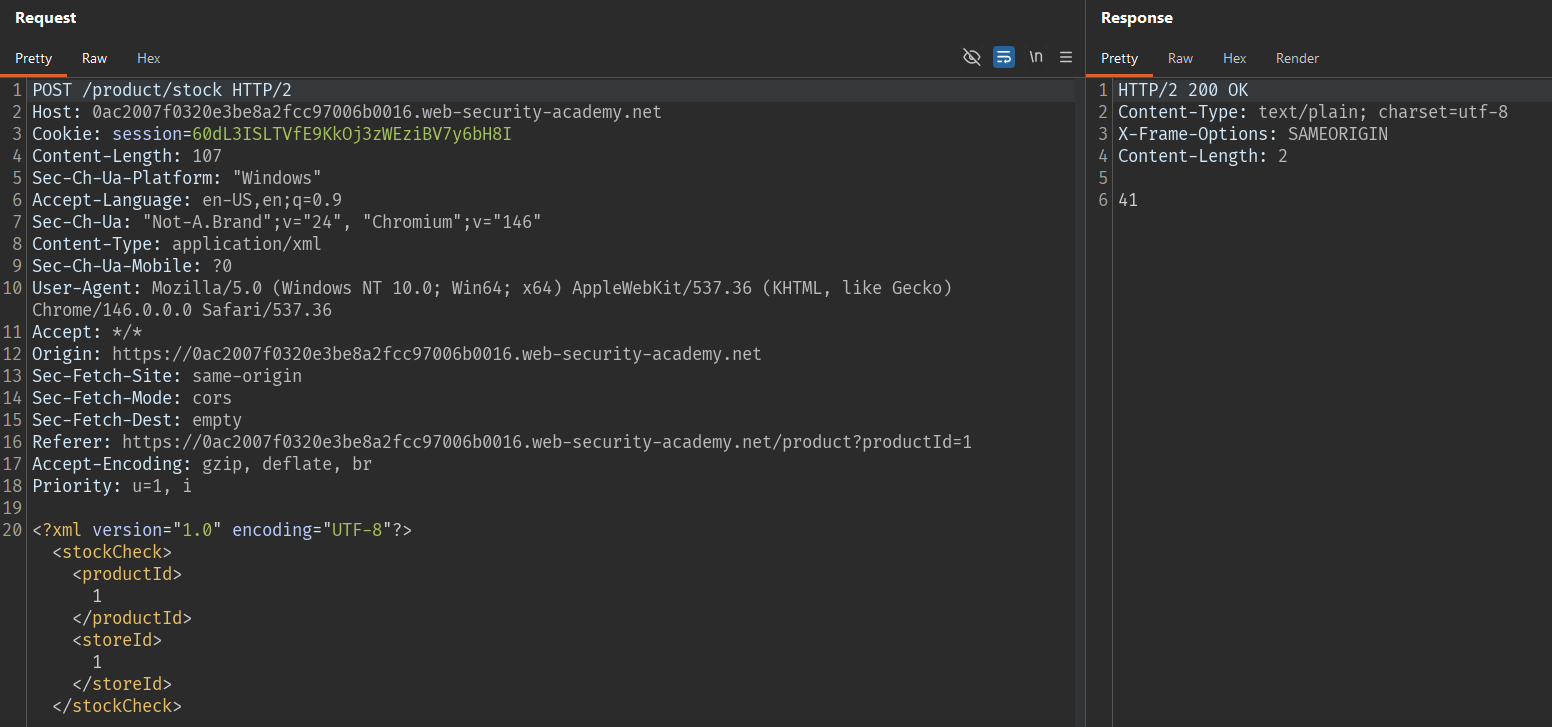 Request
Pretty Raw Hex \n
1 POST /product/stock HTTP/2
2 Host: 0ac2007f0320e3be8a2fcc97006b0016.web-security-academy.net
3 Cookie: session=60dL3ISLTVfE9KkOj3zWEziBV7y6bH8I
4 Content-Length: 107
5 Sec-Ch-Ua-Platform: "Windows"
6 Accept-Language: en-US,en;q=0.9
7 Sec-Ch-Ua: "Not-A.Brand";v="24", "Chromium";v="146"
8 Content-Type: application/xml
9 Sec-Ch-Ua-Mobile: ?0
10 User-Agent: Mozilla/5.0 (Windows NT 10.0; Win64; x64) AppleWebKit/537.36 (KHTML, like Gecko)
Chrome/146.0.0.0 Safari/537.36
11 Accept: */*
12 Origin: https://0ac2007f0320e3be8a2fcc97006b0016.web-security-academy.net
13 Sec-Fetch-Site: same-origin
14 Sec-Fetch-Mode: cors
15 Sec-Fetch-Dest: empty
16 Referer: https://0ac2007f0320e3be8a2fcc97006b0016.web-security-academy.net/product?productId=1
17 Accept-Encoding: gzip, deflate, br
18 Priority: u=1, i
19
20 <?xml version="1.0" encoding="UTF-8"?>
<stockCheck>
<productId>
1
</productId>
<storeId>
1
</storeId>
</stockCheck>
Response
Pretty Raw Hex Render
1 HTTP/2 200 OK
2 Content-Type: text/plain; charset=utf-8
3 X-Frame-Options: SAMEORIGIN
4 Content-Length: 2
5
6 41